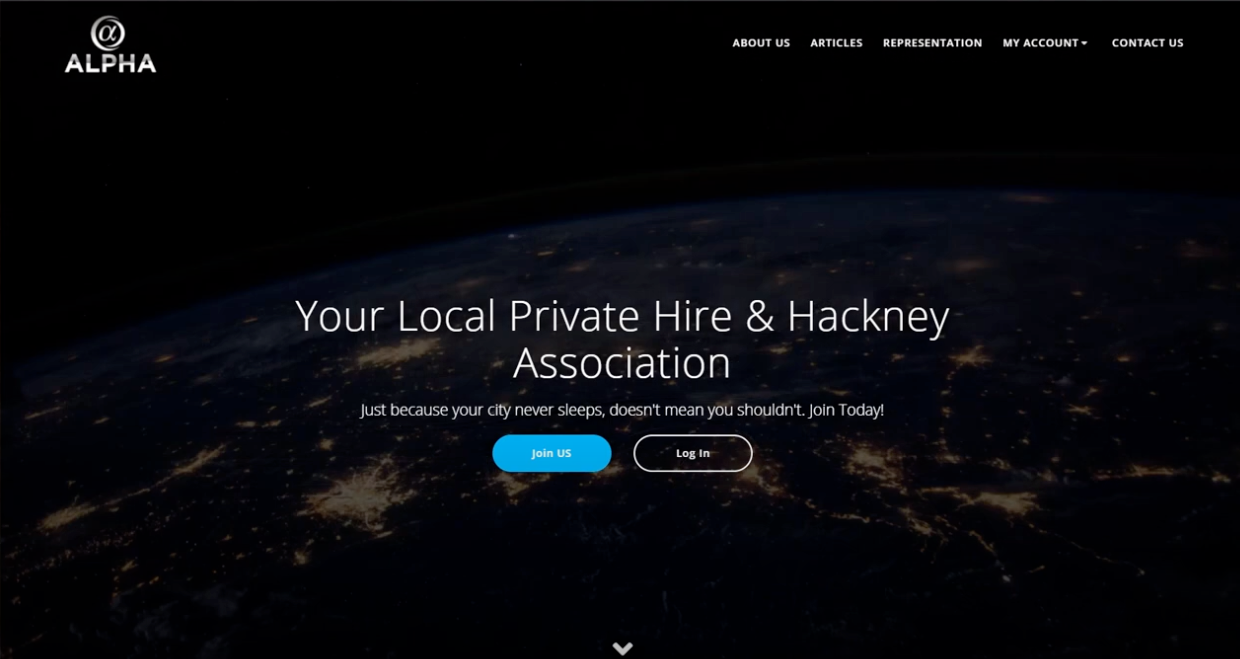 α
ALPHA
ABOUT US ARTICLES REPRESENTATION MY ACCOUNT CONTACT US
Your Local Private Hire & Hackney
Association
Just because your city never sleeps, doesn't mean you shouldn't. Join Today!
Join US Log In